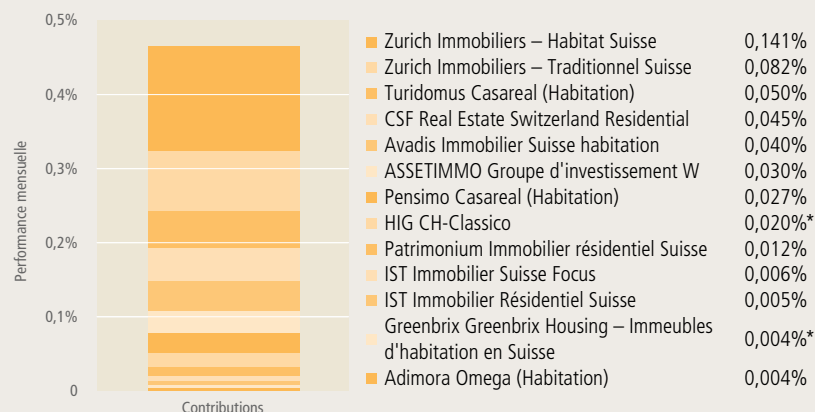 0,5%
0,4%
0,3%
0,2%
0,1%
0
Performance mensuelle
Contributions
Zurich Immobiliers – Habitat Suisse 0,141%
Zurich Immobiliers – Traditionnel Suisse 0,082%
Turidomus Casareal (Habitation) 0,050%
CSF Real Estate Switzerland Residential 0,045%
Avadis Immobilier Suisse habitation 0,040%
ASSETIMMO Groupe d'investissement W 0,030%
Pensimo Casareal (Habitation) 0,027%
HIG CH-Classico 0,020%*
Patrimonium Immobilier résidentiel Suisse 0,012%
IST Immobilier Suisse Focus 0,006%
IST Immobilier Résidentiel Suisse 0,005%
Greenbrix Greenbrix Housing – Immeubles
d'habitation en Suisse 0,004%*
Adimora Omega (Habitation) 0,004%